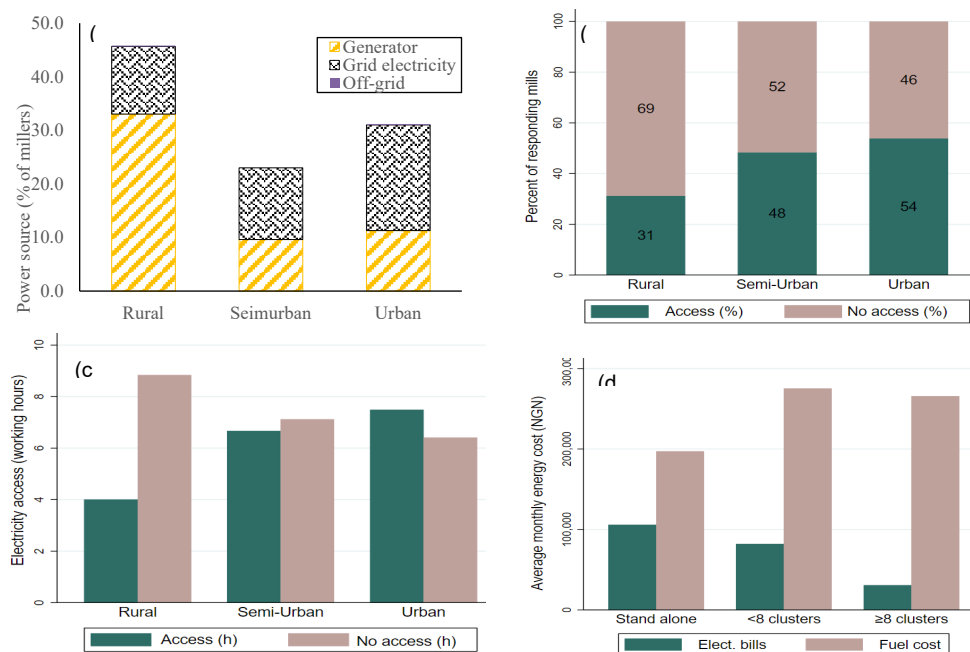 50.0
40.0
30.0
20.0
10.0
0.0
Power source (% of millers)
(
Generator
Grid electricity
Off-grid
Rural
Seimurban
Urban
(
100
80
60
40
20
0
Percent of responding mills
69
31
52
48
46
54
Rural
Semi-Urban
Urban
Access (%)
No access (%)
(c
10
8
6
4
2
0
Electricity access (working hours)
Rural
Semi-Urban
Urban
Access (h)
No access (h)
(d
300,00
200,000
100,000
0
Average monthly energy cost (NGN)
Stand alone
<8 clusters
≥8 clusters
Elect. bills
Fuel cost